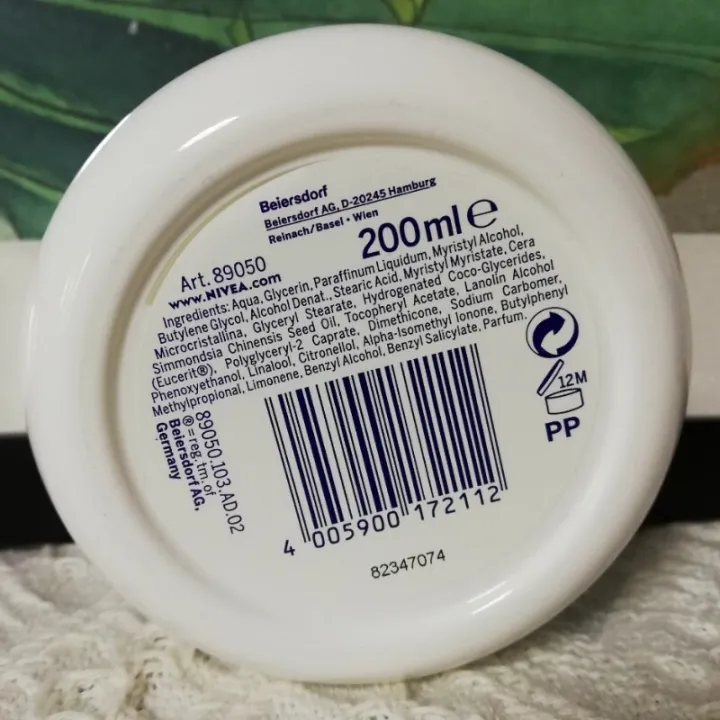 Beiersdorf
Beiersdorf AG, D-20245 Hamburg
Reinach/Basel • Wien
200ml e
Art. 89050
www.NIVEA.com
Ingredients: Aqua, Glycerin, Paraffinum Liquidum, Myristyl Alcohol,
Butylene Glycol, Alcohol Denat., Stearic Acid, Myristyl Myristate, Cera
Microcristallina, Glyceryl Stearate, Hydrogenated Coco-Glycerides,
Simmondsia Chinensis Seed Oil, Tocopheryl Acetate, Lanolin Alcohol
(Eucerit®), Polyglyceryl-2 Caprate, Dimethicone, Sodium Carbomer,
Phenoxyethanol, Linalool, Citronellol, Alpha-Isomethyl Ionone, Butylphenyl
Methylpropional, Limonene, Benzyl Alcohol, Benzyl Salicylate, Parfum.
12M
PP
89050.103.AD.02
®=reg.tm.of
Beiersdorf AG,
Germany
4 005900 172112
82347074